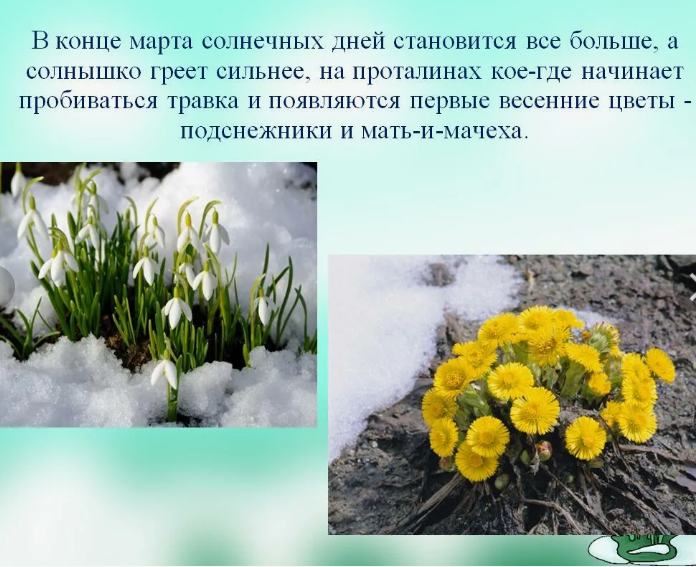 В конце марта солнечных дней становится все больше, а
солнышко греет сильнее, на проталинах кое-где начинает
пробиваться травка и появляются первые весенние цветы -
подснежники и мать-и-мачеха.